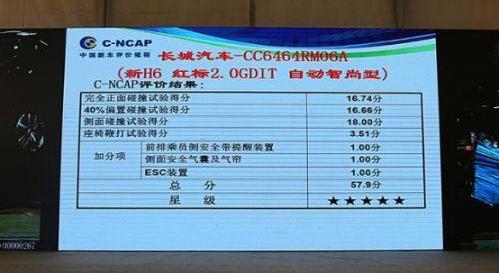 C-NCAP
中国新车评价规程
长城汽车-CC6464RM06A
(新H6 红标2.0GDIT 自动智尚型)
C-NCAP评价结果:
完全正面碰撞试验得分 16.74分
40%偏置碰撞试验得分 16.66分
侧面碰撞试验得分 18.00分
座椅鞭打试验得分 3.51分
加分项 前排乘员侧安全带提醒装置 1.00分
侧面安全气囊及气帘 1.00分
ESC装置 1.00分
总 分 57.9分
星 级 ★★★★★
00000267